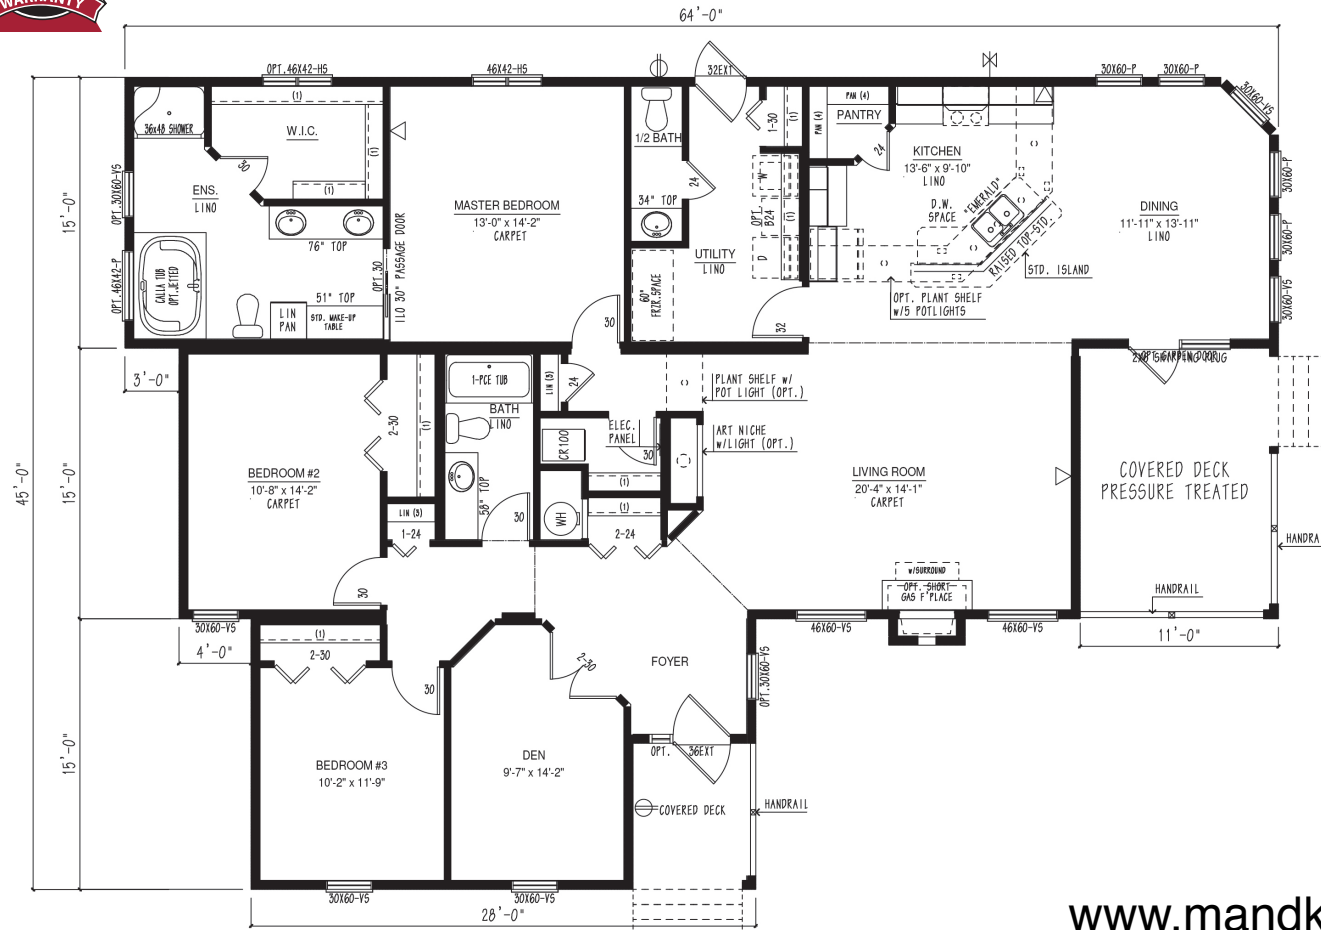 WARRANTY
64'-0"
OPT.46X42-HS
46X42-HS
32EXT
30X60-P
30X60-P
30X60-VS
36x48 SHOWER
(1)
W.I.C.
(1)
(1)
30
ENS.
LINO
76" TOP
OPT.30X60-VS
OPT.46X42-P
CALLA TUB
OPT.JETTED
51" TOP
LIN
PAN
STD. MAKE-UP
TABLE
OPT.30
ILO 30" PASSAGE DOOR
MASTER BEDROOM
13'-0" x 14'-2"
CARPET
30
1/2 BATH
24
34" TOP
1-30
(1)
W
OPT.
B24
(1)
D
UTILITY
LINO
60"
FRZR.SPACE
32
PAN (4)
PAN (4)
PANTRY
24
KITCHEN
13'-6" x 9'-10"
LINO
D.W.
SPACE
"EMERALD"
RAISED TOP-STD.
STD. ISLAND
OPT. PLANT SHELF
w/5 POTLIGHTS
DINING
11'-11" x 13'-11"
LINO
30X60-P
30X60-P
30X60-VS
15'-0"
3'-0"
45'-0"
15'-0"
BEDROOM #2
10'-8" x 14'-2"
CARPET
2-30
(1)
LIN (3)
1-24
30
30X60-VS
4'-0"
1-PCE TUB
BATH
LINO
58" TOP
30
LIN (3)
24
CR100
ELEC.
PANEL
30
(1)
WH
(1)
2-24
PLANT SHELF w/
POT LIGHT (OPT.)
ART NICHE
w/LIGHT (OPT.)
LIVING ROOM
20'-4" x 14'-1"
CARPET
w/SURROUND
OPT. SHORT
GAS F'PLACE
46X60-VS
46X60-VS
OPT. GARDEN DOOR
COVERED DECK
PRESSURE TREATED
HANDRA
HANDRAIL
11'-0"
15'-0"
(1)
2-30
30
BEDROOM #3
10'-2" x 11'-9"
30X60-VS
DEN
9'-7" x 14'-2"
2-30
30X60-VS
FOYER
OPT.30X60-VS
OPT.
36EXT
COVERED DECK
HANDRAIL
28'-0"
www.mandk